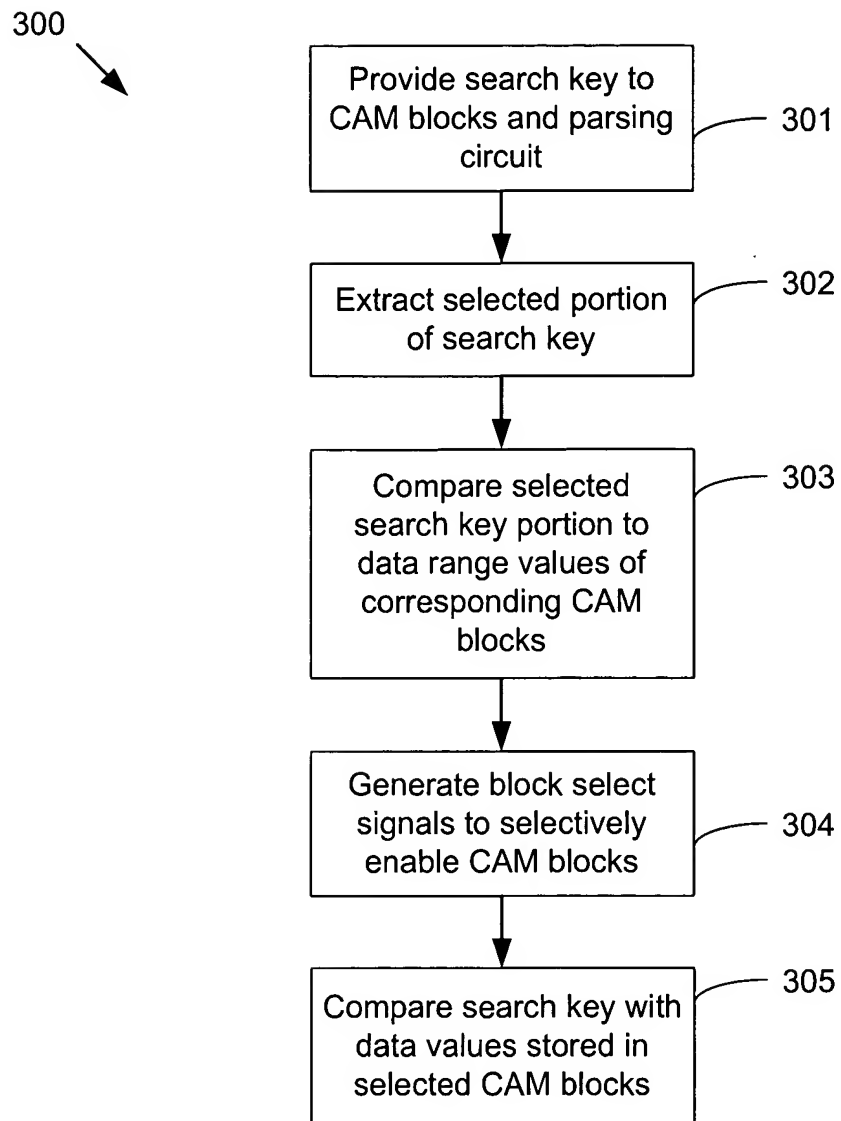 300
Provide search key to
CAM blocks and parsing
circuit
301
Extract selected portion
of search key
302
Compare selected
search key portion to
data range values of
corresponding CAM
blocks
303
Generate block select
signals to selectively
enable CAM blocks
304
Compare search key with
data values stored in
selected CAM blocks
305